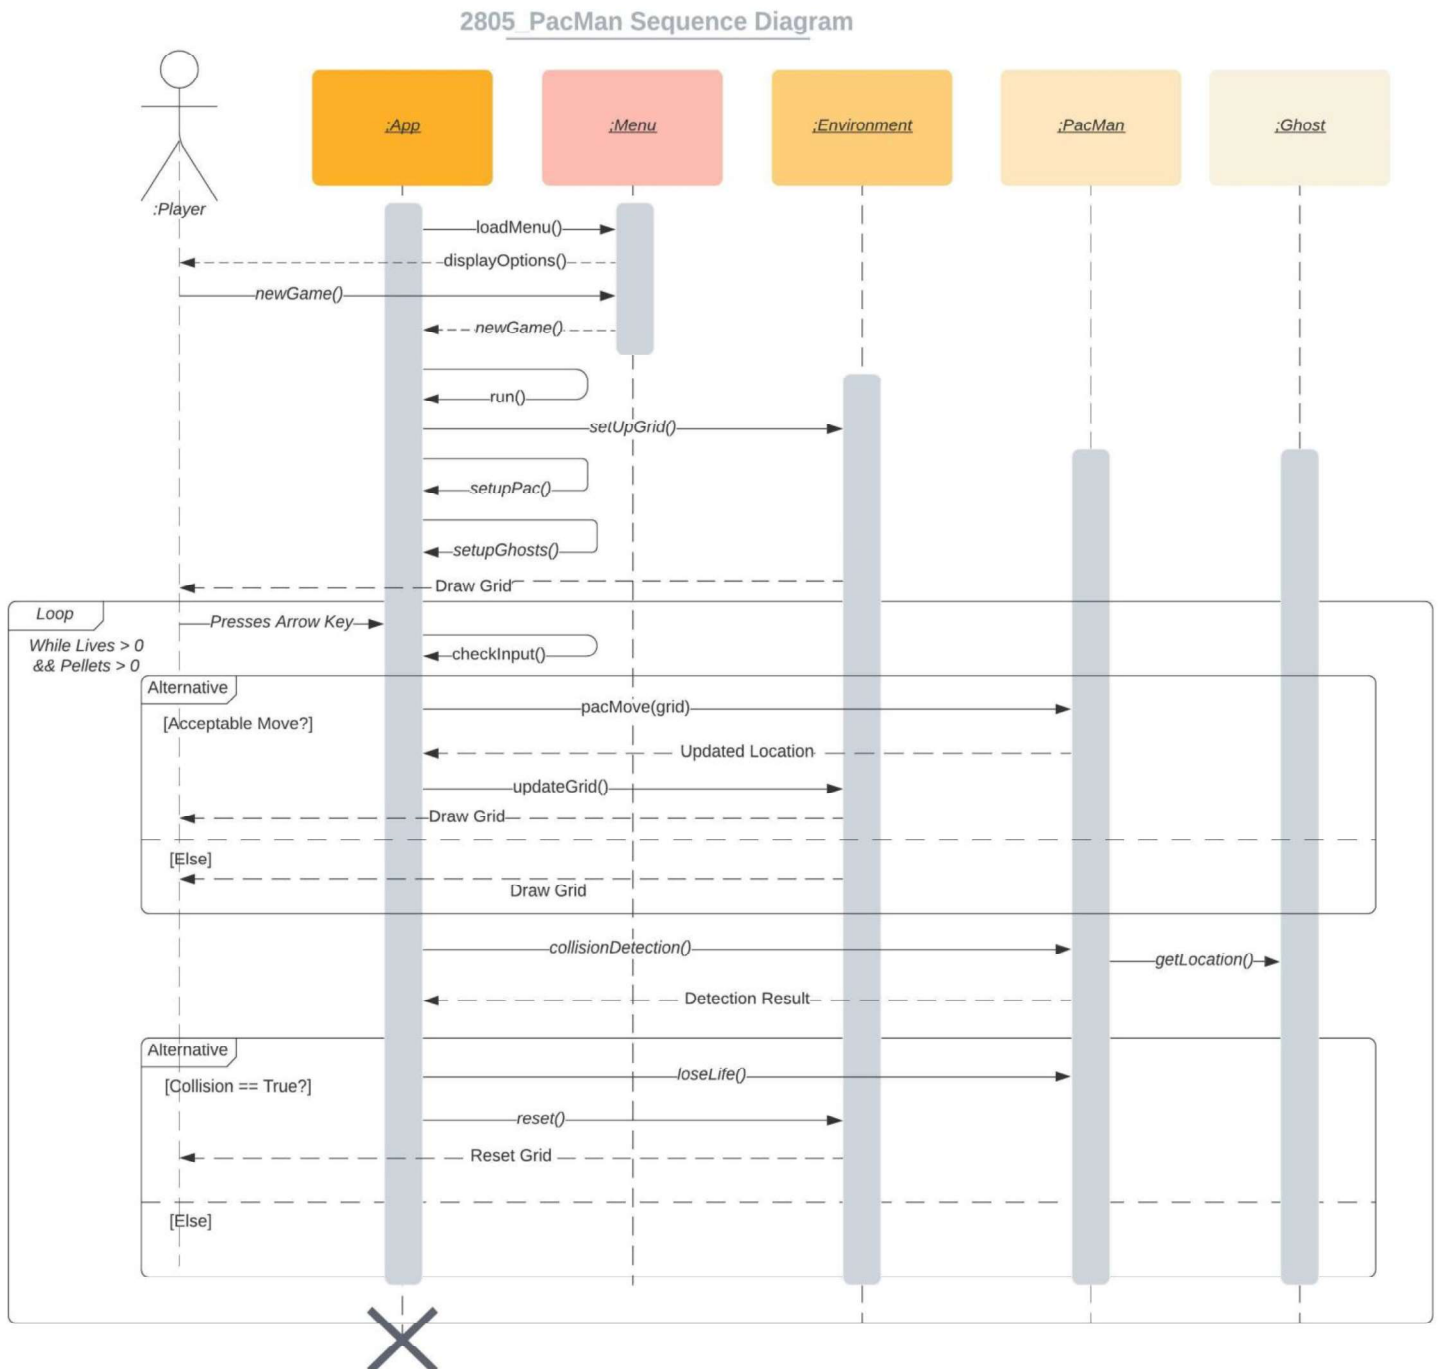 2805_PacMan Sequence Diagram
:App
:Menu
:Environment
:PacMan
:Ghost
:Player
loadMenu()
displayOptions()
newGame()
newGame()
run()
setUpGrid()
setupPac()
setupGhosts()
Draw Grid
Loop
Presses Arrow Key
While Lives > 0
&& Pellets > 0
checkInput()
Alternative
[Acceptable Move?]
pacMove(grid)
Updated Location
updateGrid()
Draw Grid
[Else]
Draw Grid
collisionDetection()
getLocation()
Detection Result
Alternative
[Collision == True?]
loseLife()
reset()
Reset Grid
[Else]